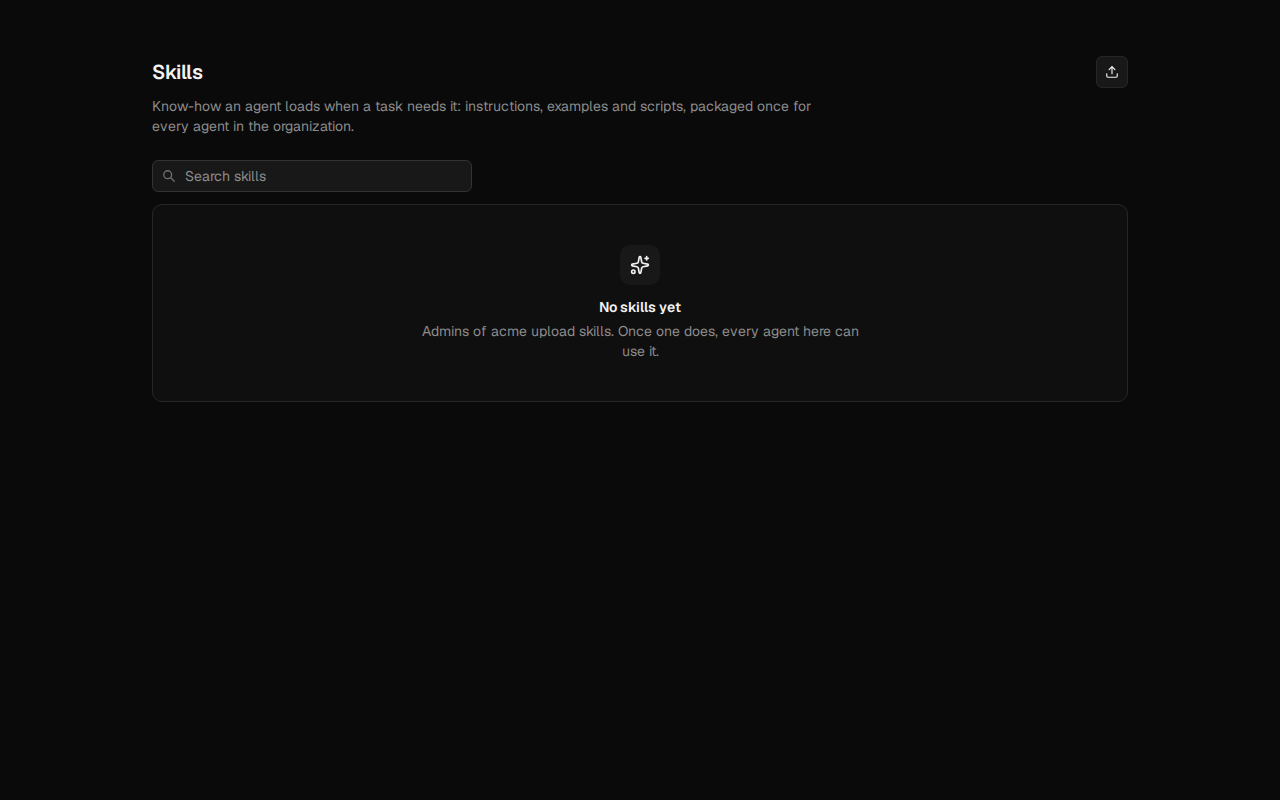 Skills
Know-how an agent loads when a task needs it: instructions, examples and scripts, packaged once for
every agent in the organization.
Search skills
No skills yet
Admins of acme upload skills. Once one does, every agent here can
use it.